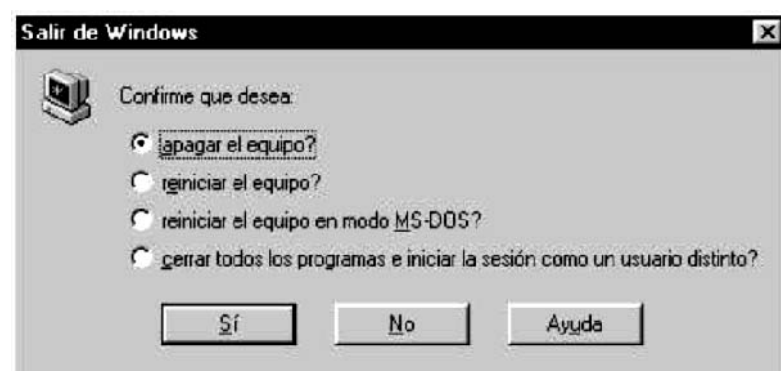 Salir de Windows
Confirme que desea:
apagar el equipo?
reiniciar el equipo?
reiniciar el equipo en modo MS-DOS?
cerrar todos los programas e iniciar la sesión como un usuario distinto?
Sí No Ayuda